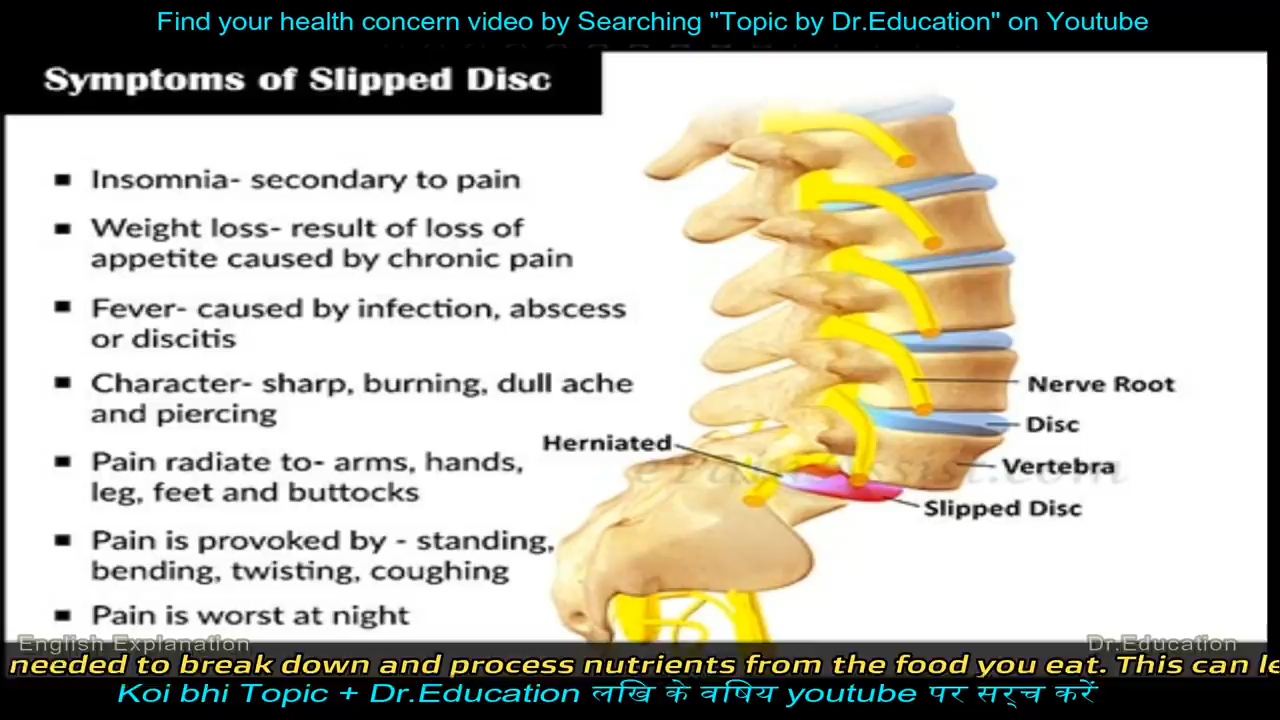 Find your health concern video by Searching "Topic by Dr.Education" on Youtube
Symptoms of Slipped Disc
▪ Insomnia- secondary to pain
▪ Weight loss- result of loss of
appetite caused by chronic pain
▪ Fever- caused by infection, abscess
or discitis
▪ Character- sharp, burning, dull ache
and piercing
▪ Pain radiate to- arms, hands,
leg, feet and buttocks
▪ Pain is provoked by - standing,
bending, twisting, coughing
▪ Pain is worst at night
Nerve Root
Disc
Herniated
Vertebra
ePainAssist.com
Slipped Disc
English Explanation
Dr.Education
needed to break down and process nutrients from the food you eat. This can le
Koi bhi Topic + Dr.Education लखि के वषिय youtube पर सर्च करें